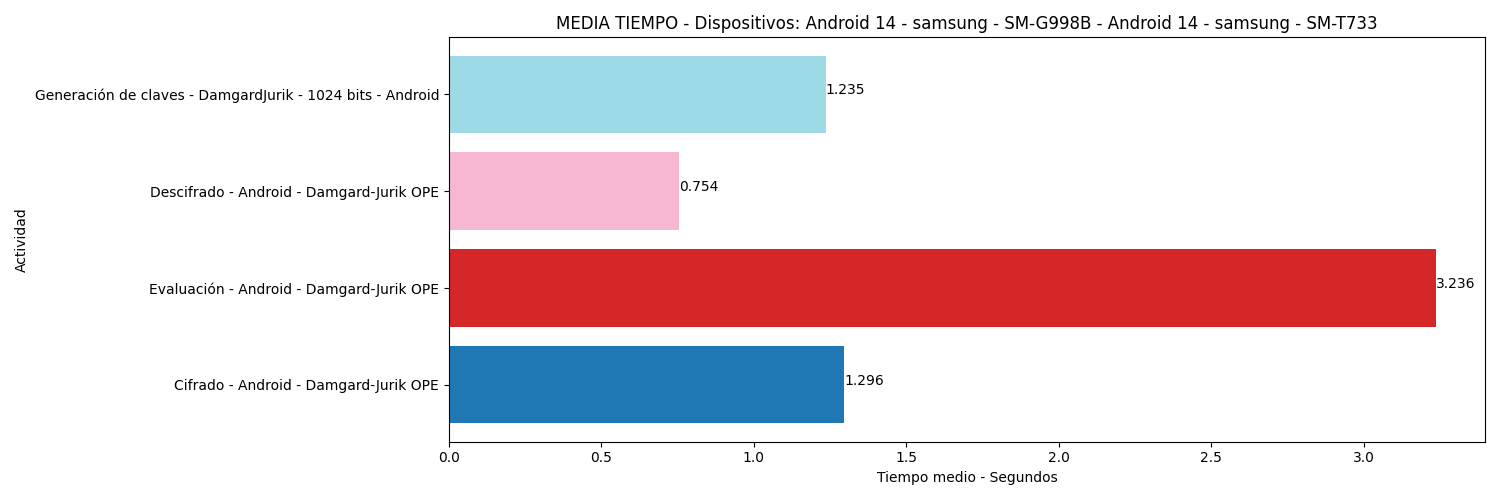 MEDIA TIEMPO - Dispositivos: Android 14 - samsung - SM-G998B - Android 14 - samsung - SM-T733
Generación de claves - DamgardJurik - 1024 bits - Android
1.235
Descifrado - Android - Damgard-Jurik OPE
0.754
Actividad
Evaluación - Android - Damgard-Jurik OPE
3.236
Cifrado - Android - Damgard-Jurik OPE
1.296
0.0 0.5 1.0 1.5 2.0 2.5 3.0
Tiempo medio - Segundos